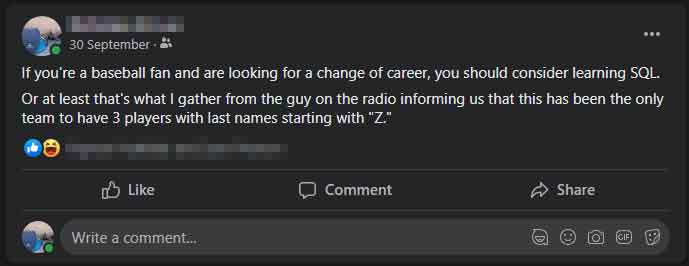 30 September ·
If you're a baseball fan and are looking for a change of career, you should consider learning SQL.
Or at least that's what I gather from the guy on the radio informing us that this has been the only
team to have 3 players with last names starting with "Z."
Like
Comment
Share
Write a comment...
GIF